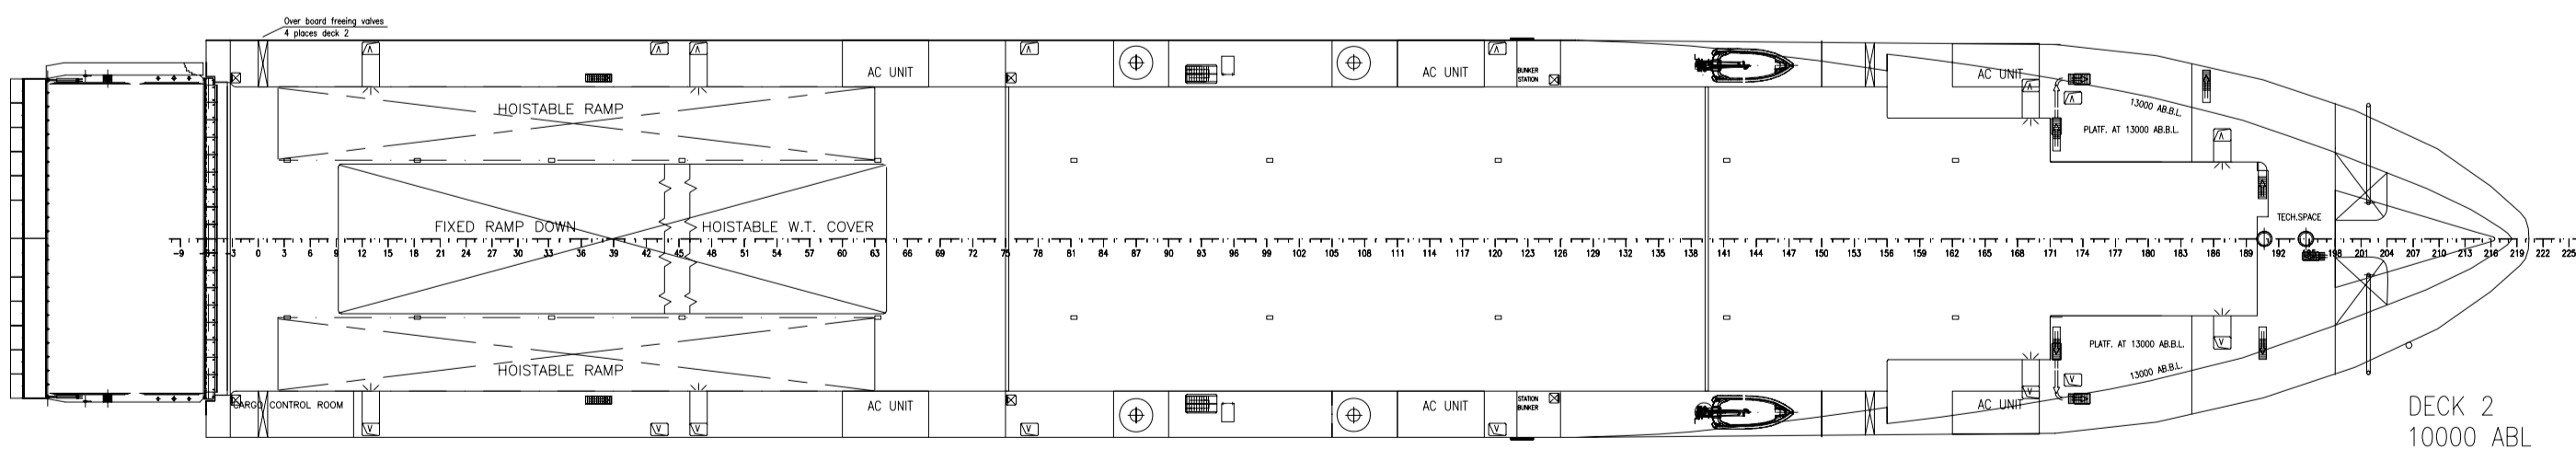 Over board freeing valves
4 places deck 2
AC UNIT
AC UNIT
BUNKER
STATION
AC UNIT
HOISTABLE RAMP
13000 AB.B.L.
PLATF. AT 13000 AB.B.L.
FIXED RAMP DOWN
HOISTABLE W.T. COVER
TECH.SPACE
-9 -3 0 3 6 9 12 15 18 21 24 27 30 33 36 39 42 45 48 51 54 57 60 63 66 69 72 75 78 81 84 87 90 93 96 99 102 105 108 111 114 117 120 123 126 129 132 135 138 141 144 147 150 153 156 159 162 165 168 171 174 177 180 183 186 189 192 195 198 201 204 207 210 213 216 219 222 225
HOISTABLE RAMP
PLATF. AT 13000 AB.B.L.
13000 AB.B.L.
CARGO CONTROL ROOM
AC UNIT
AC UNIT
STATION
BUNKER
AC UNIT
DECK 2
10000 ABL